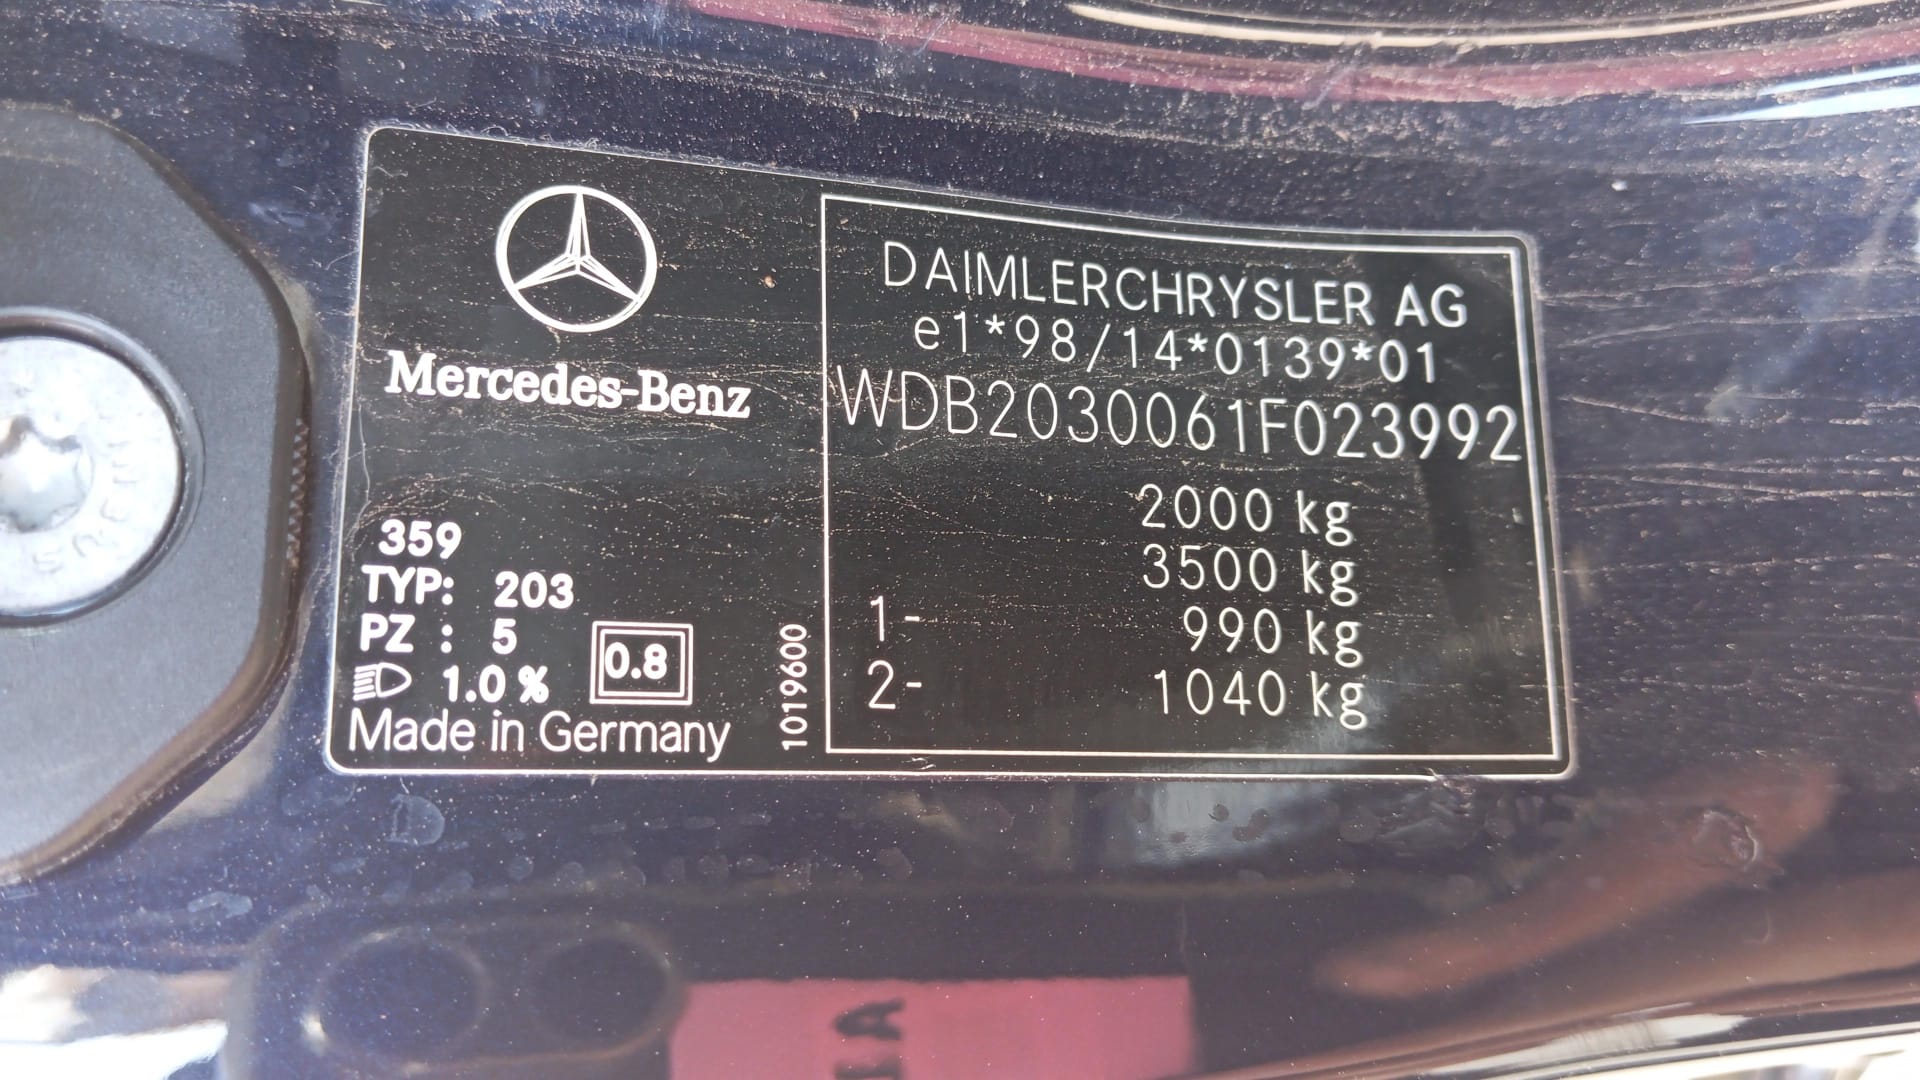 Mercedes-Benz
359
TYP: 203
PZ : 5
1.0 %
0.8
Made in Germany
1019600
DAIMLERCHRYSLER AG
e1*98/14*0139*01
WDB2030061F023992
2000 kg
3500 kg
1- 990 kg
2- 1040 kg